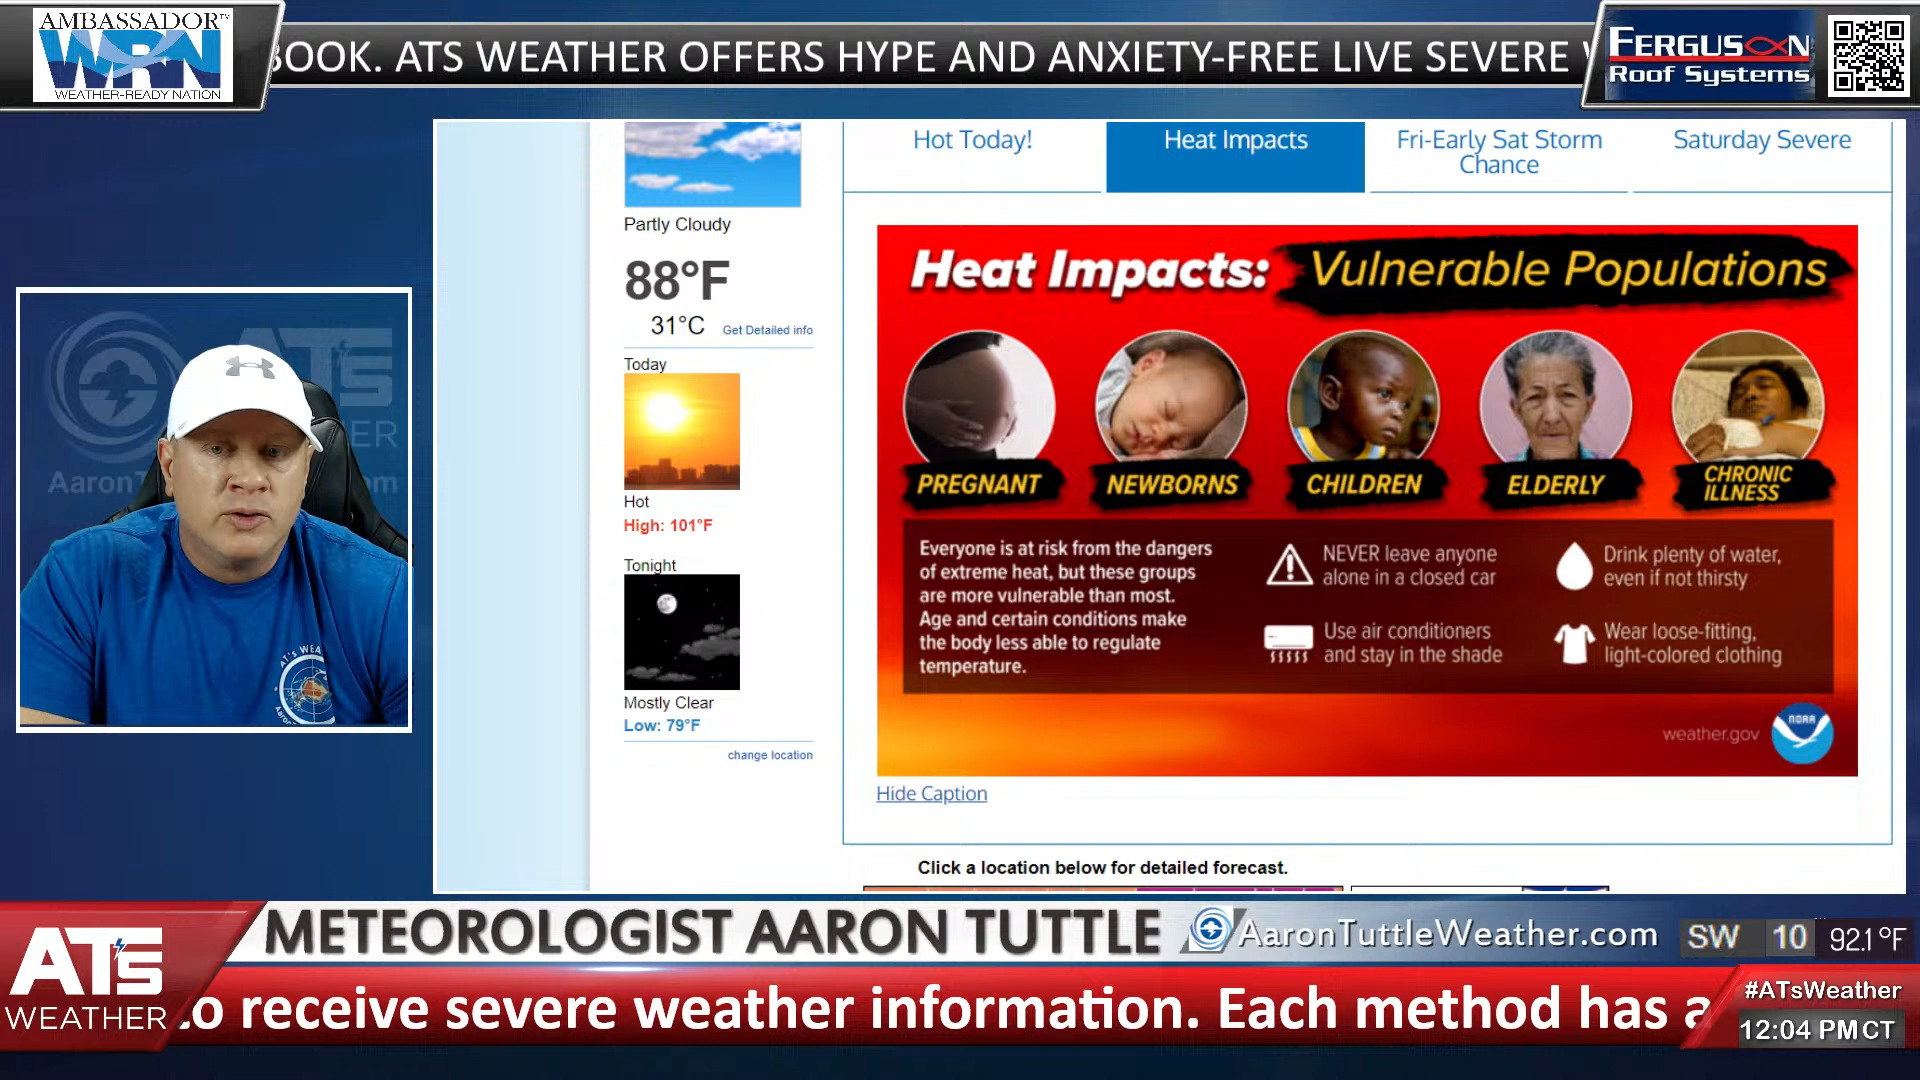 AMBASSADOR™
WRN
WEATHER-READY NATION
BOOK. ATS WEATHER OFFERS HYPE AND ANXIETY-FREE LIVE SEVERE
FERGUSON
Roof Systems
Hot Today!
Heat Impacts
Fri-Early Sat Storm
Chance
Saturday Severe
Partly Cloudy
88°F
31°C
Get Detailed info
Today
Hot
High: 101°F
Tonight
Mostly Clear
Low: 79°F
change location
Heat Impacts: Vulnerable Populations
PREGNANT
NEWBORNS
CHILDREN
ELDERLY
CHRONIC
ILLNESS
Everyone is at risk from the dangers
of extreme heat, but these groups
are more vulnerable than most.
Age and certain conditions make
the body less able to regulate
temperature.
NEVER leave anyone
alone in a closed car
Drink plenty of water,
even if not thirsty
Use air conditioners
and stay in the shade
Wear loose-fitting,
light-colored clothing
weather.gov
NOAA
Hide Caption
Click a location below for detailed forecast.
ATs
AT's WEA
METEOROLOGIST AARON TUTTLE
AaronTuttleWeather.com
SW 10 92.1°F
ATs
WEATHER
to receive severe weather information. Each method has a
#ATsWeather
12:04 PM CT